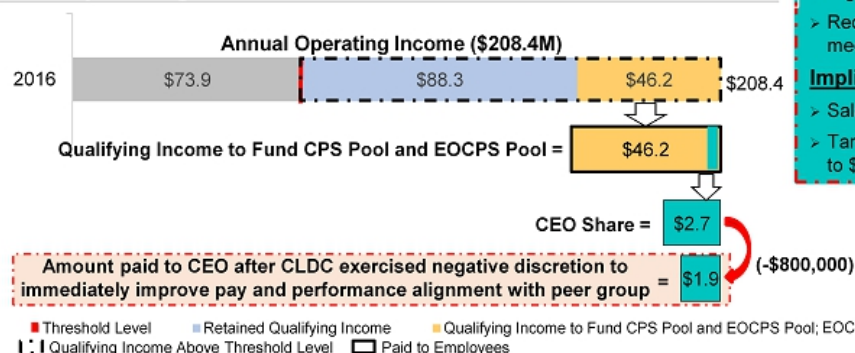 Annual Operating Income ($208.4M)
2016 $73.9 $88.3 $46.2 $208.4
Qualifying Income to Fund CPS Pool and EOCPS Pool = $46.2
CEO Share = $2.7
Amount paid to CEO after CLDC exercised negative discretion to
immediately improve pay and performance alignment with peer group = $1.9
(-$800,000)
Threshold Level Retained Qualifying Income Qualifying Income to Fund CPS Pool and EOCPS Pool; EOC
Qualifying Income Above Threshold Level Paid to Employees
➢ Rec
me
Impli
➢ Sal
➢ Tar
to $